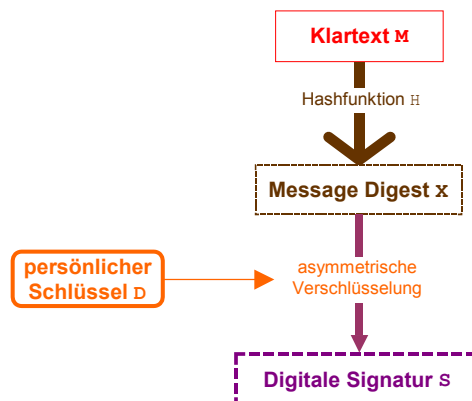 Klartext M
Hashfunktion H
Message Digest X
persönlicher
Schlüssel D
asymmetrische
Verschlüsselung
Digitale Signatur S